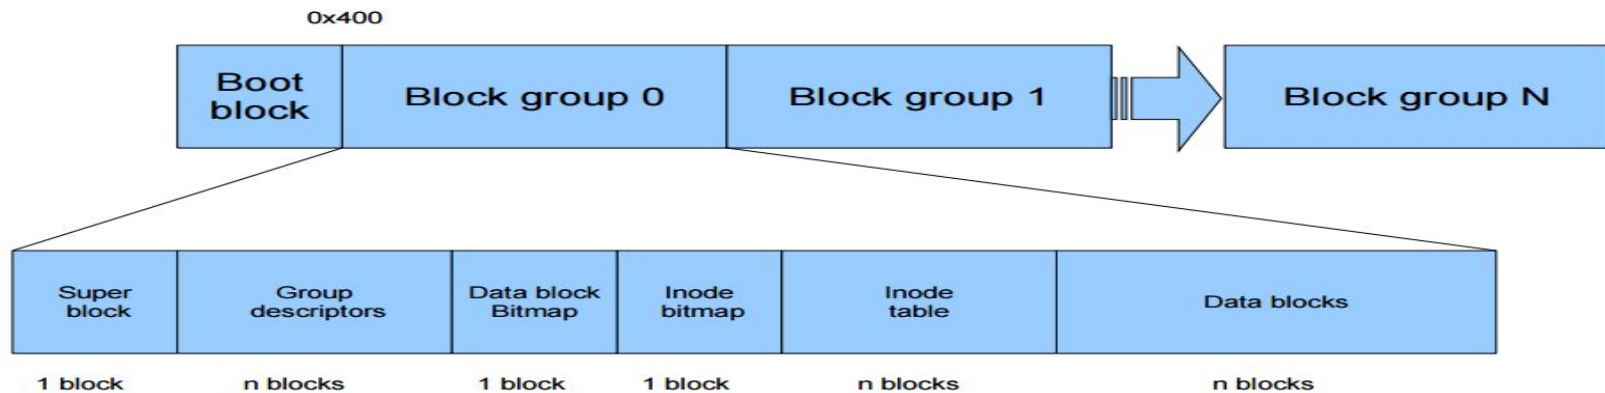 0x400
Boot
block
Block group 0
Block group 1
Block group N
Super
block
Group
descriptors
Data block
Bitmap
Inode
bitmap
Inode
table
Data blocks
1 block
n blocks
1 block
1 block
n blocks
n blocks